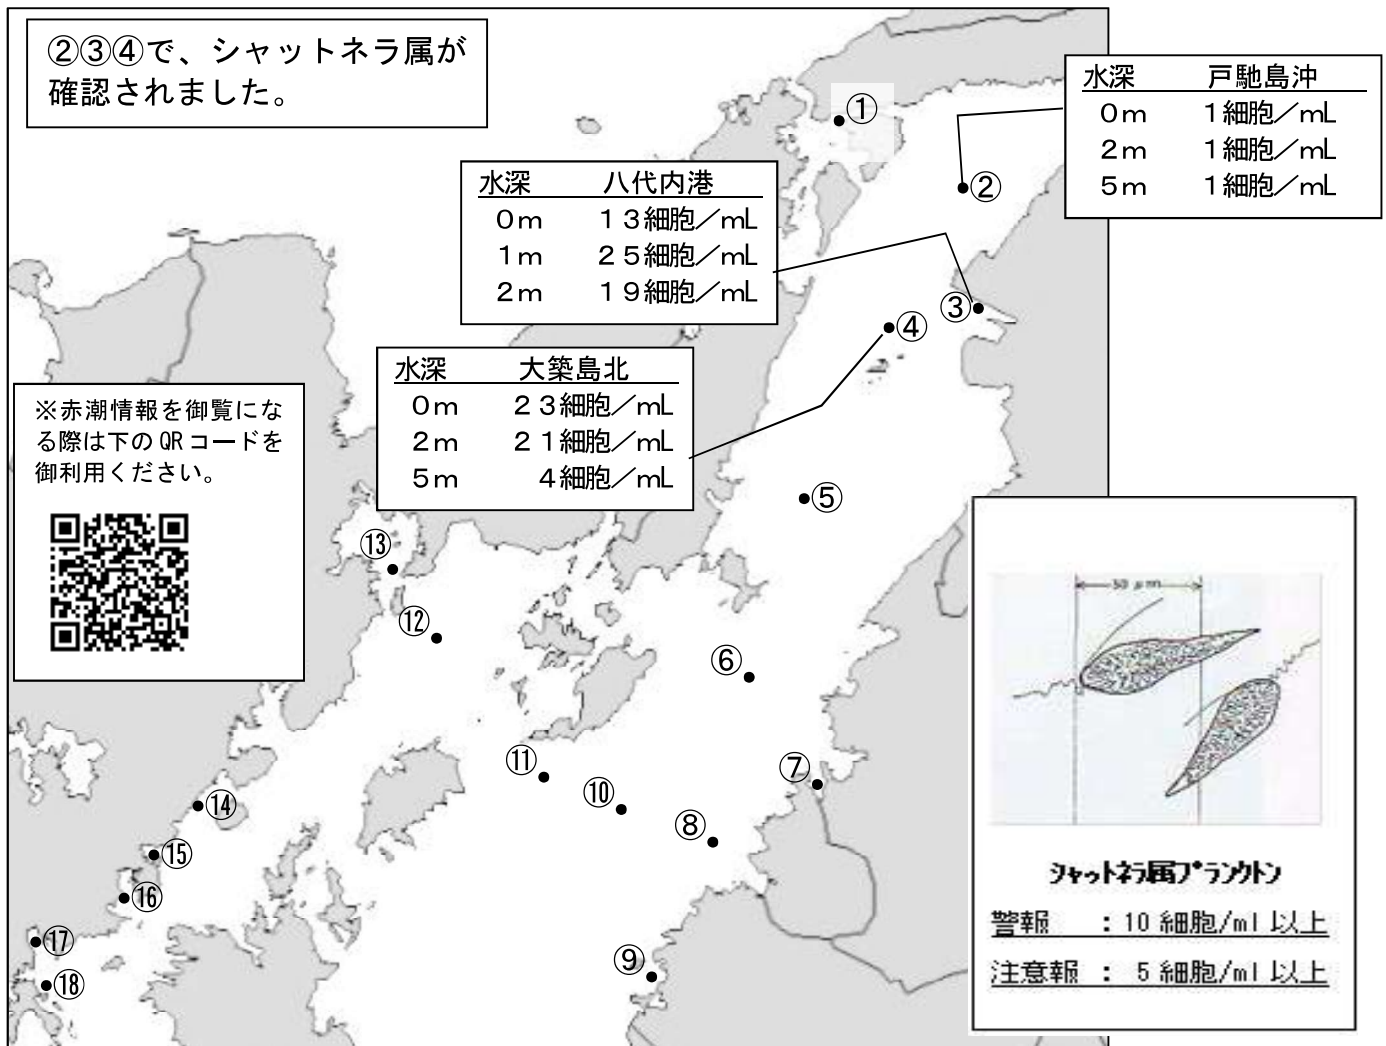 ②③④で、シャットネラ属が
確認されました。
水深 戸馳島沖
0m 1細胞/mL
2m 1細胞/mL
5m 1細胞/mL
①
②
水深 八代内港
0m 13細胞/mL
1m 25細胞/mL
2m 19細胞/mL
③
④
水深 大築島北
0m 23細胞/mL
2m 21細胞/mL
5m 4細胞/mL
※赤潮情報を御覧にな
る際は下のQRコードを
御利用ください。
⑤
⑬
⑫
⑥
⑪
⑦
⑩
⑧
⑭
⑮
⑯
⑰
⑨
⑱
50 μm
シャットネラ属プランクトン
警報 : 10 細胞/ml 以上
注意報 : 5 細胞/ml 以上